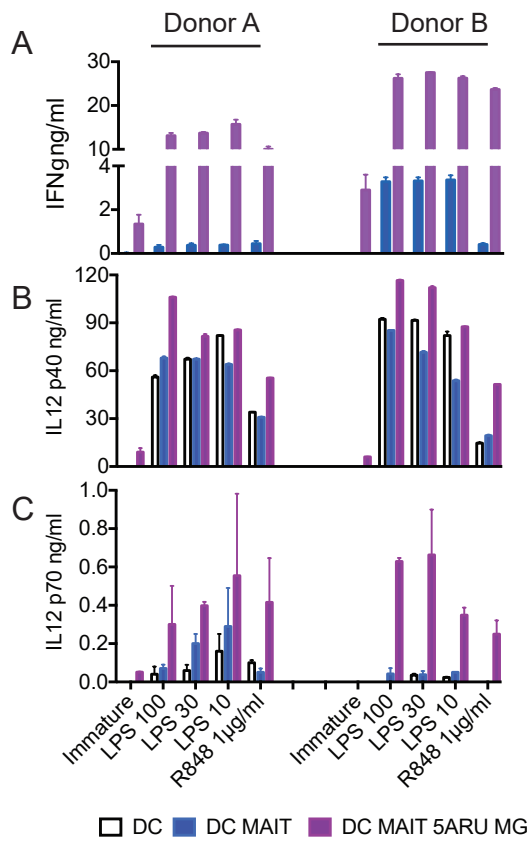 Donor A Donor B
A
IFNgng/ml
30
20
10
4
2
0
B
IL12 p40 ng/ml
120
90
60
30
0
C
IL12 p70 ng/ml
1.0
0.8
0.6
0.4
0.2
0.0
Immature LPS 100 LPS 30 LPS 10 R848 1µg/ml Immature LPS 100 LPS 30 LPS 10 R848 1µg/ml
DC DC MAIT DC MAIT 5ARU MG